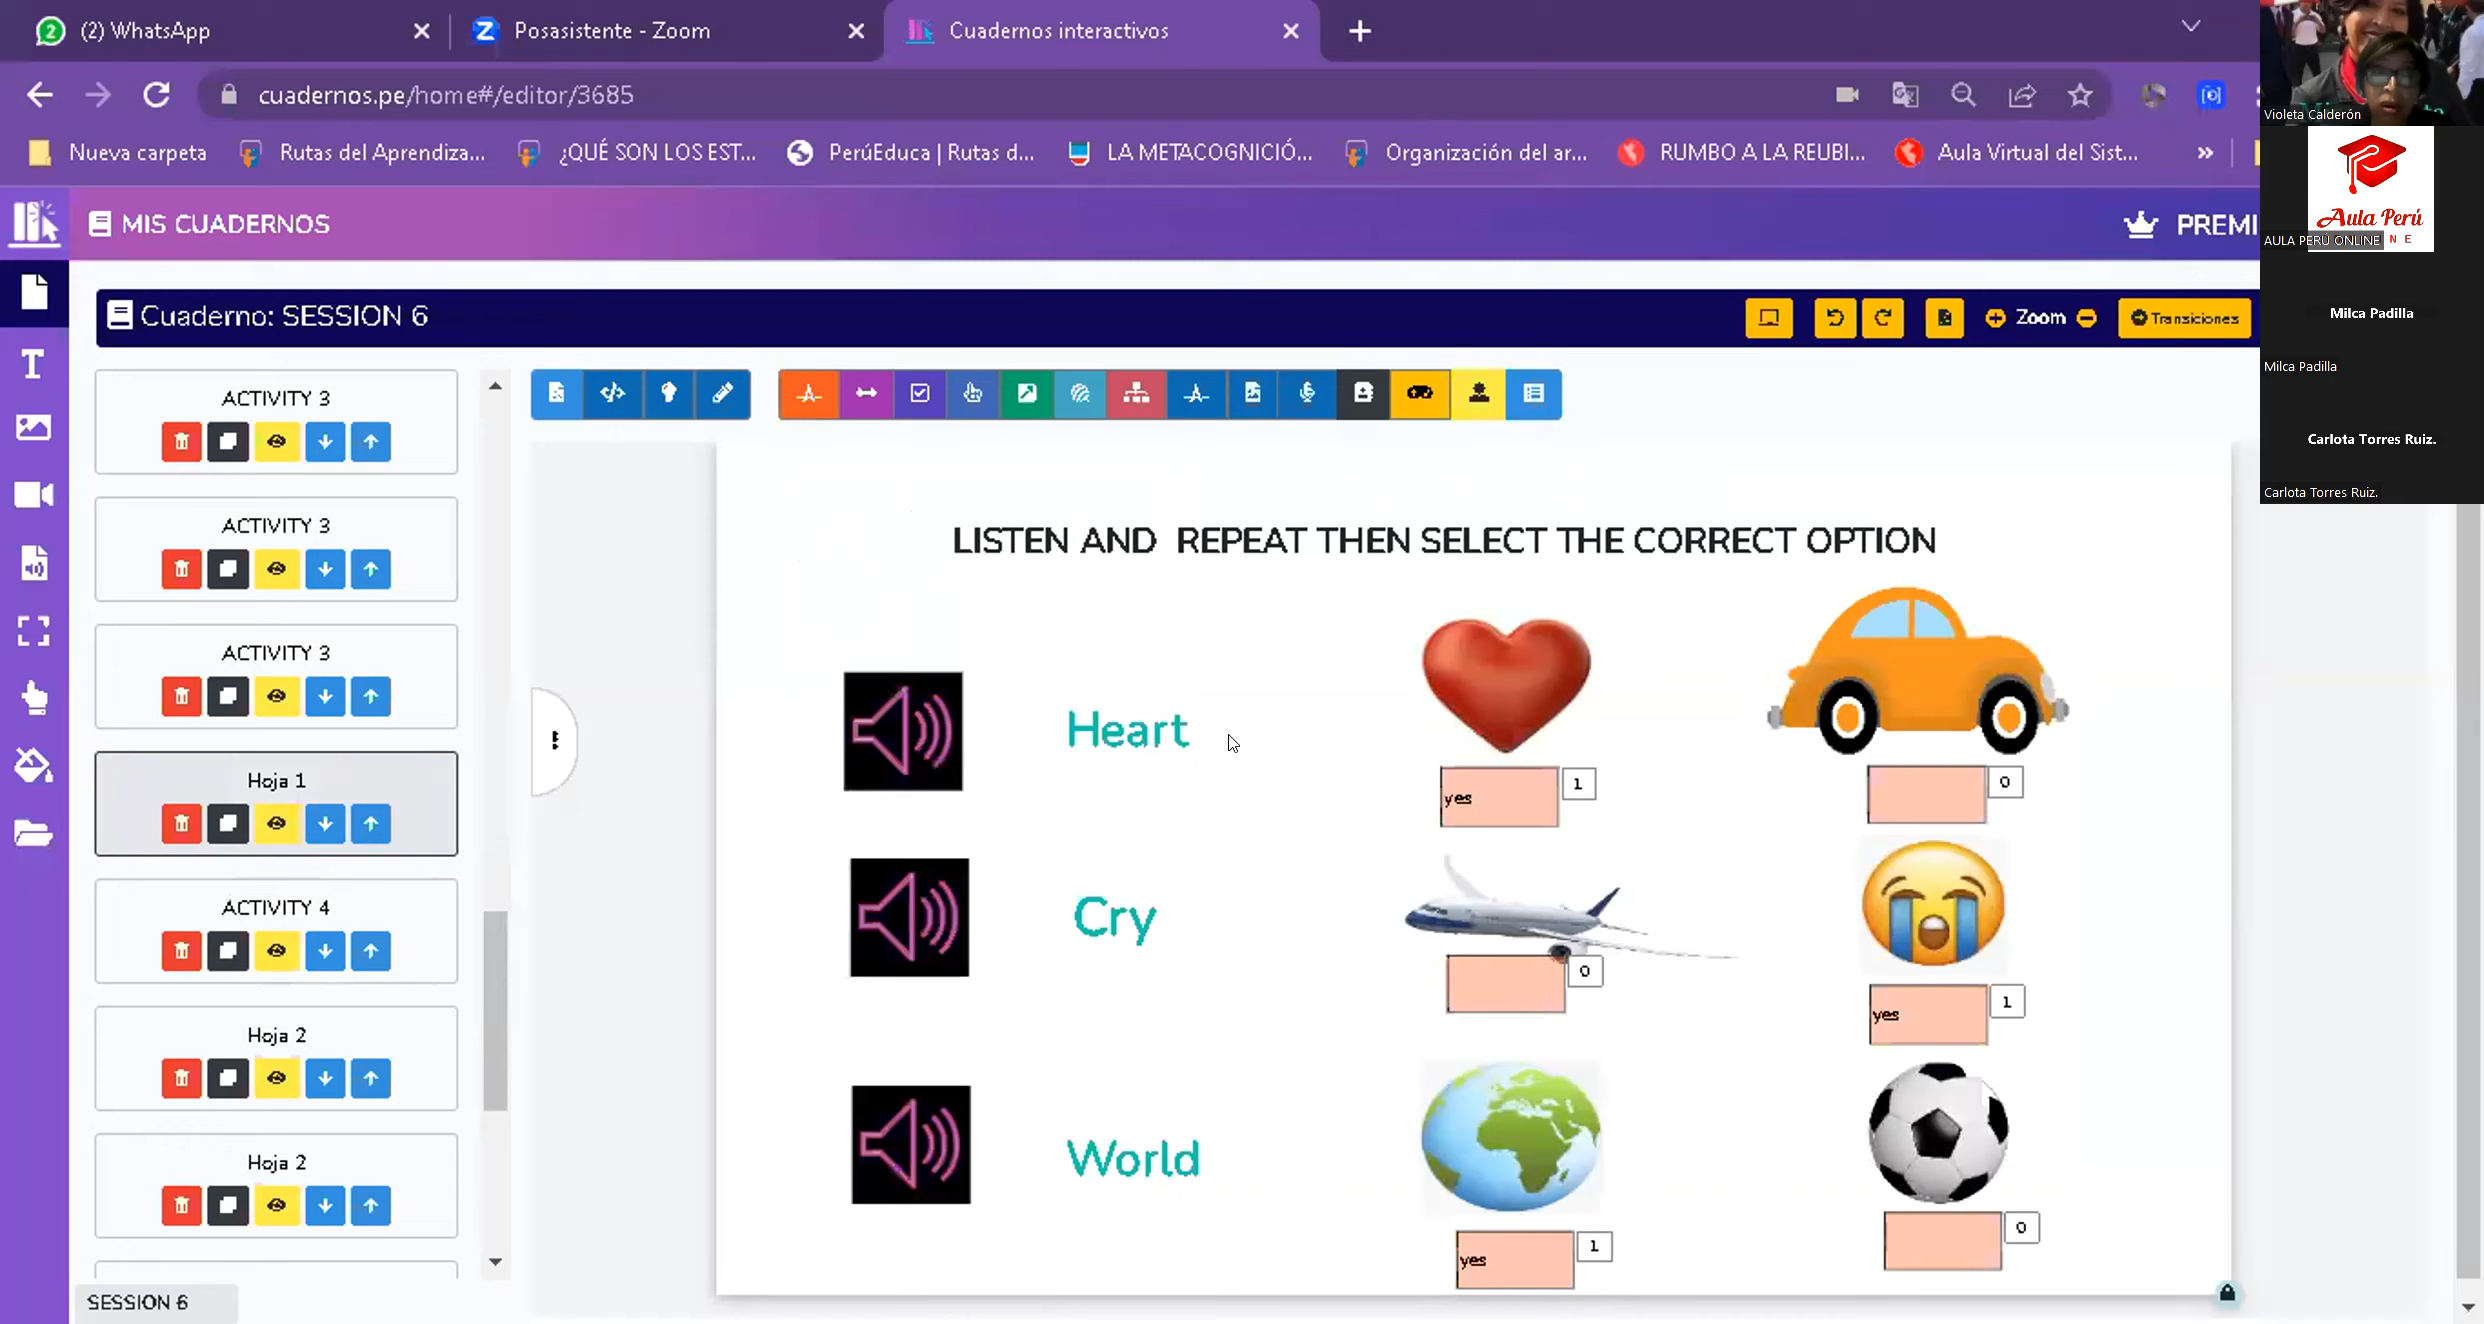 (2) WhatsApp
Posasistente - Zoom
Cuadernos interactivos
cuadernos.pe/home#/editor/3685
Nueva carpeta
Rutas del Aprendiza...
¿QUÉ SON LOS EST...
PerúEduca | Rutas d...
LA METACOGNICIÓ...
Organización del ar...
RUMBO A LA REUBI...
Aula Virtual del Sist...
MIS CUADERNOS
PREMI
Cuaderno: SESSION 6
Zoom
Transiciones
ACTIVITY 3
ACTIVITY 3
ACTIVITY 3
Hoja 1
ACTIVITY 4
Hoja 2
Hoja 2
SESSION 6
LISTEN AND REPEAT THEN SELECT THE CORRECT OPTION
Heart
yes
1
0
Cry
0
yes
1
World
yes
1
0
Violeta Calderón
Aula Perú
N E
AULA PERÚ ONLINE
Milca Padilla
Milca Padilla
Carlota Torres Ruiz.
Carlota Torres Ruiz.